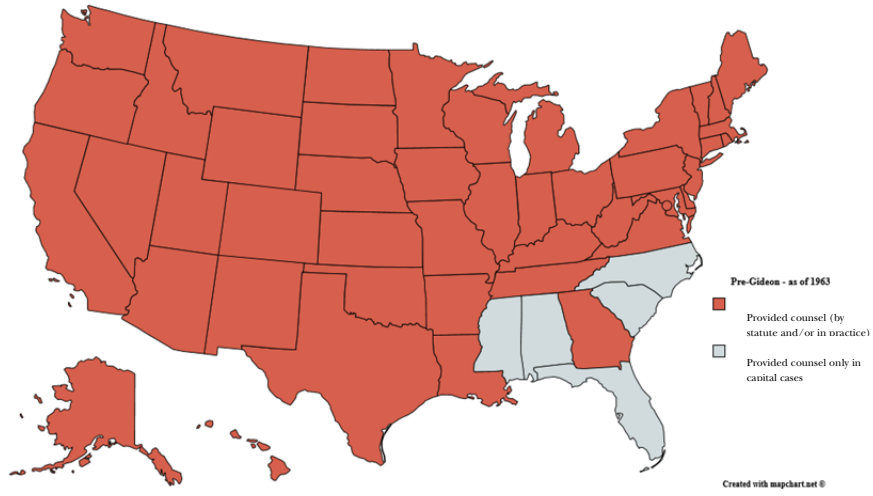 Pre-Gideon - as of 1963
Provided counsel (by
statute and/or in practice)
Provided counsel only in
capital cases
Created with mapchart.net ®